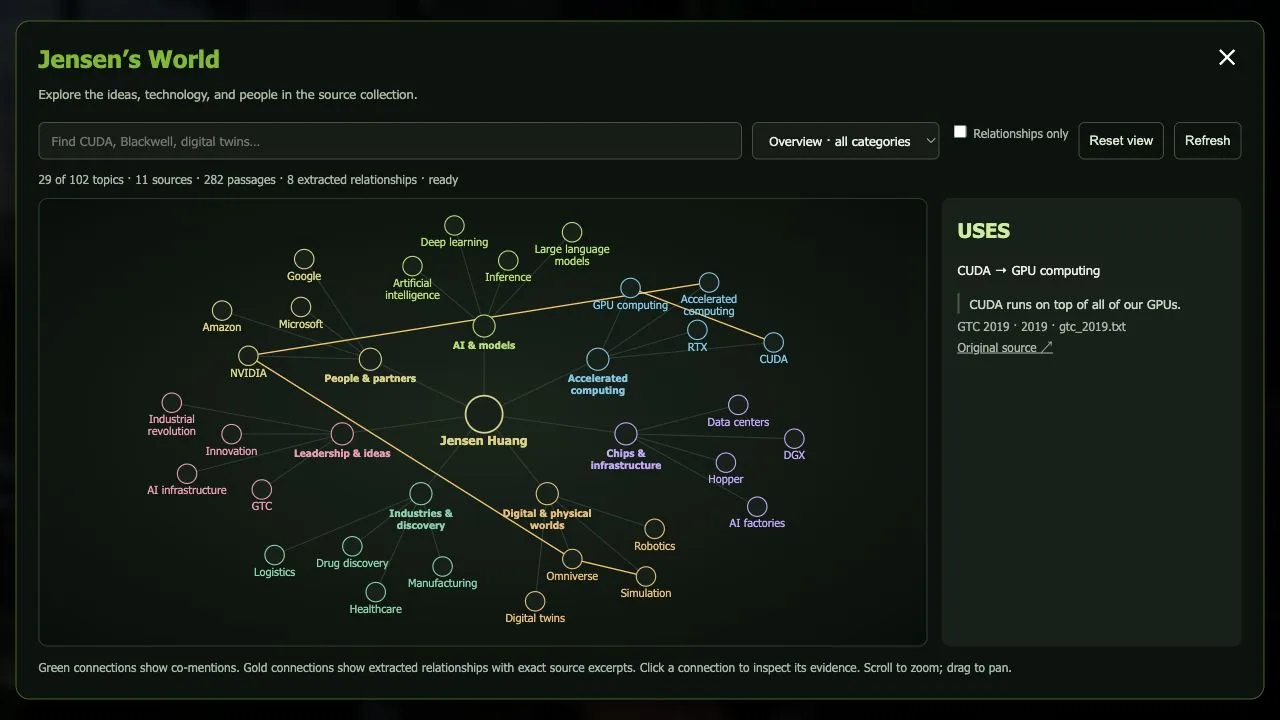 Jensen’s World
Explore the ideas, technology, and people in the source collection.
Find CUDA, Blackwell, digital twins...
Overview · all categories
Relationships only
Reset view
Refresh
29 of 102 topics · 11 sources · 282 passages · 8 extracted relationships · ready
Deep learning
Large language
models
Google
Artificial
intelligence
Inference
GPU computing
Accelerated
computing
Amazon
Microsoft
AI & models
RTX
CUDA
NVIDIA
People & partners
Accelerated
computing
Industrial
revolution
Innovation
Leadership & ideas
Jensen Huang
Data centers
Chips &
infrastructure
DGX
AI infrastructure
GTC
Hopper
AI factories
Industries &
discovery
Digital & physical
worlds
Robotics
Logistics
Drug discovery
Manufacturing
Omniverse
Simulation
Healthcare
Digital twins
USES
CUDA → GPU computing
CUDA runs on top of all of our GPUs.
GTC 2019 · 2019 · gtc_2019.txt
Original source ↗
Green connections show co-mentions. Gold connections show extracted relationships with exact source excerpts. Click a connection to inspect its evidence. Scroll to zoom; drag to pan.